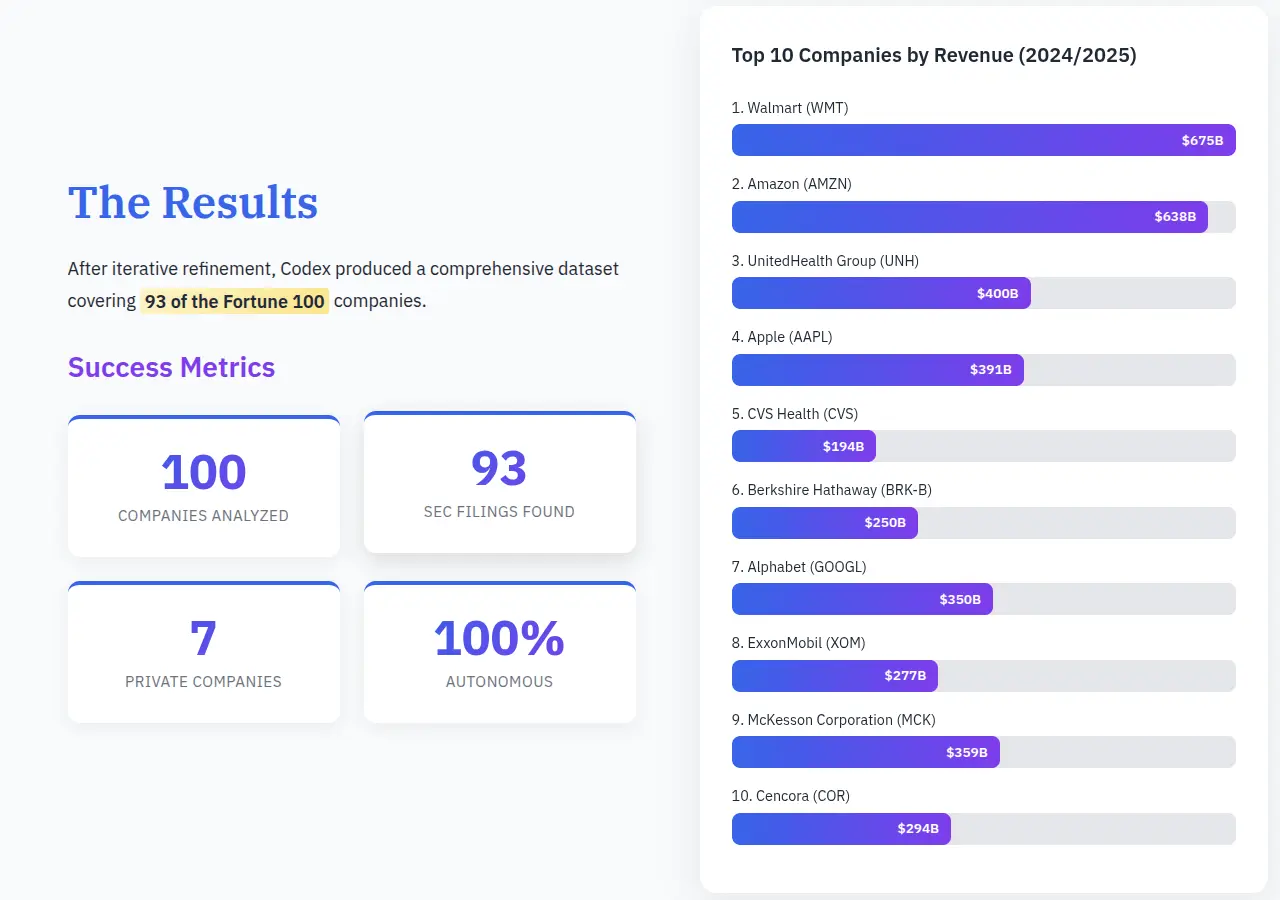 The Results
After iterative refinement, Codex produced a comprehensive dataset
covering 93 of the Fortune 100 companies.
Success Metrics
100
COMPANIES ANALYZED
93
SEC FILINGS FOUND
7
PRIVATE COMPANIES
100%
AUTONOMOUS
Top 10 Companies by Revenue (2024/2025)
1. Walmart (WMT)
$675B
2. Amazon (AMZN)
$638B
3. UnitedHealth Group (UNH)
$400B
4. Apple (AAPL)
$391B
5. CVS Health (CVS)
$194B
6. Berkshire Hathaway (BRK-B)
$250B
7. Alphabet (GOOGL)
$350B
8. ExxonMobil (XOM)
$277B
9. McKesson Corporation (MCK)
$359B
10. Cencora (COR)
$294B